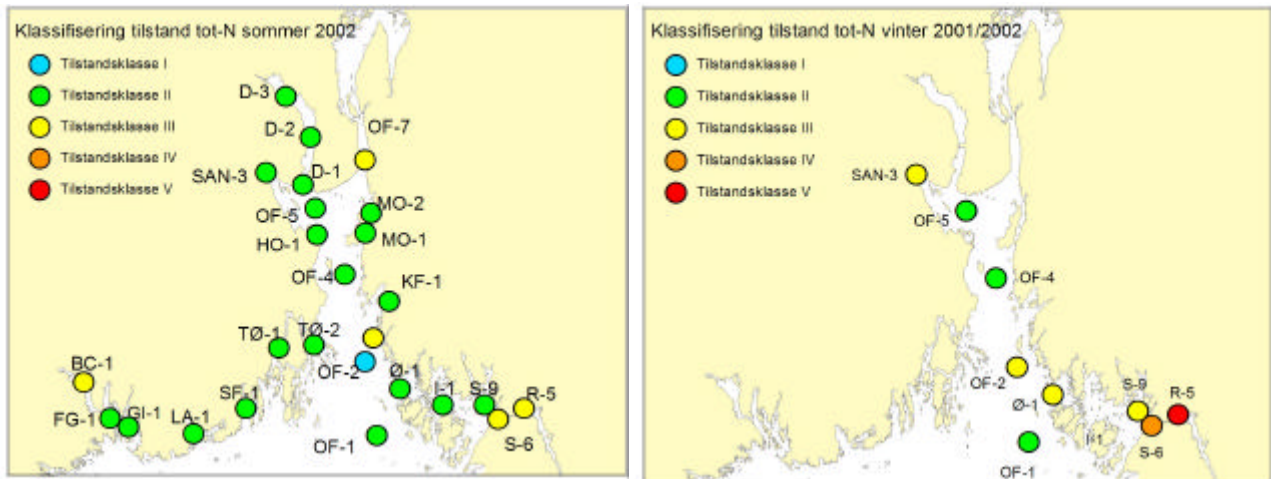 Klassifisering tilstand tot-N sommer 2002
Tilstandsklasse I
Tilstandsklasse II
Tilstandsklasse III
Tilstandsklasse IV
Tilstandsklasse V
D-3
D-2
OF-7
SAN-3
D-1
OF-5
MO-2
HO-1
MO-1
OF-4
KF-1
TØ-1
TØ-2
BC-1
OF-2
Ø-1
I-1
S-9
R-5
FG-1
GI-1
LA-1
SF-1
OF-1
S-6
Klassifisering tilstand tot-N vinter 2001/2002
Tilstandsklasse I
Tilstandsklasse II
Tilstandsklasse III
Tilstandsklasse IV
Tilstandsklasse V
SAN-3
OF-5
OF-4
OF-2
Ø-1
S-9
R-5
I-1
S-6
OF-1